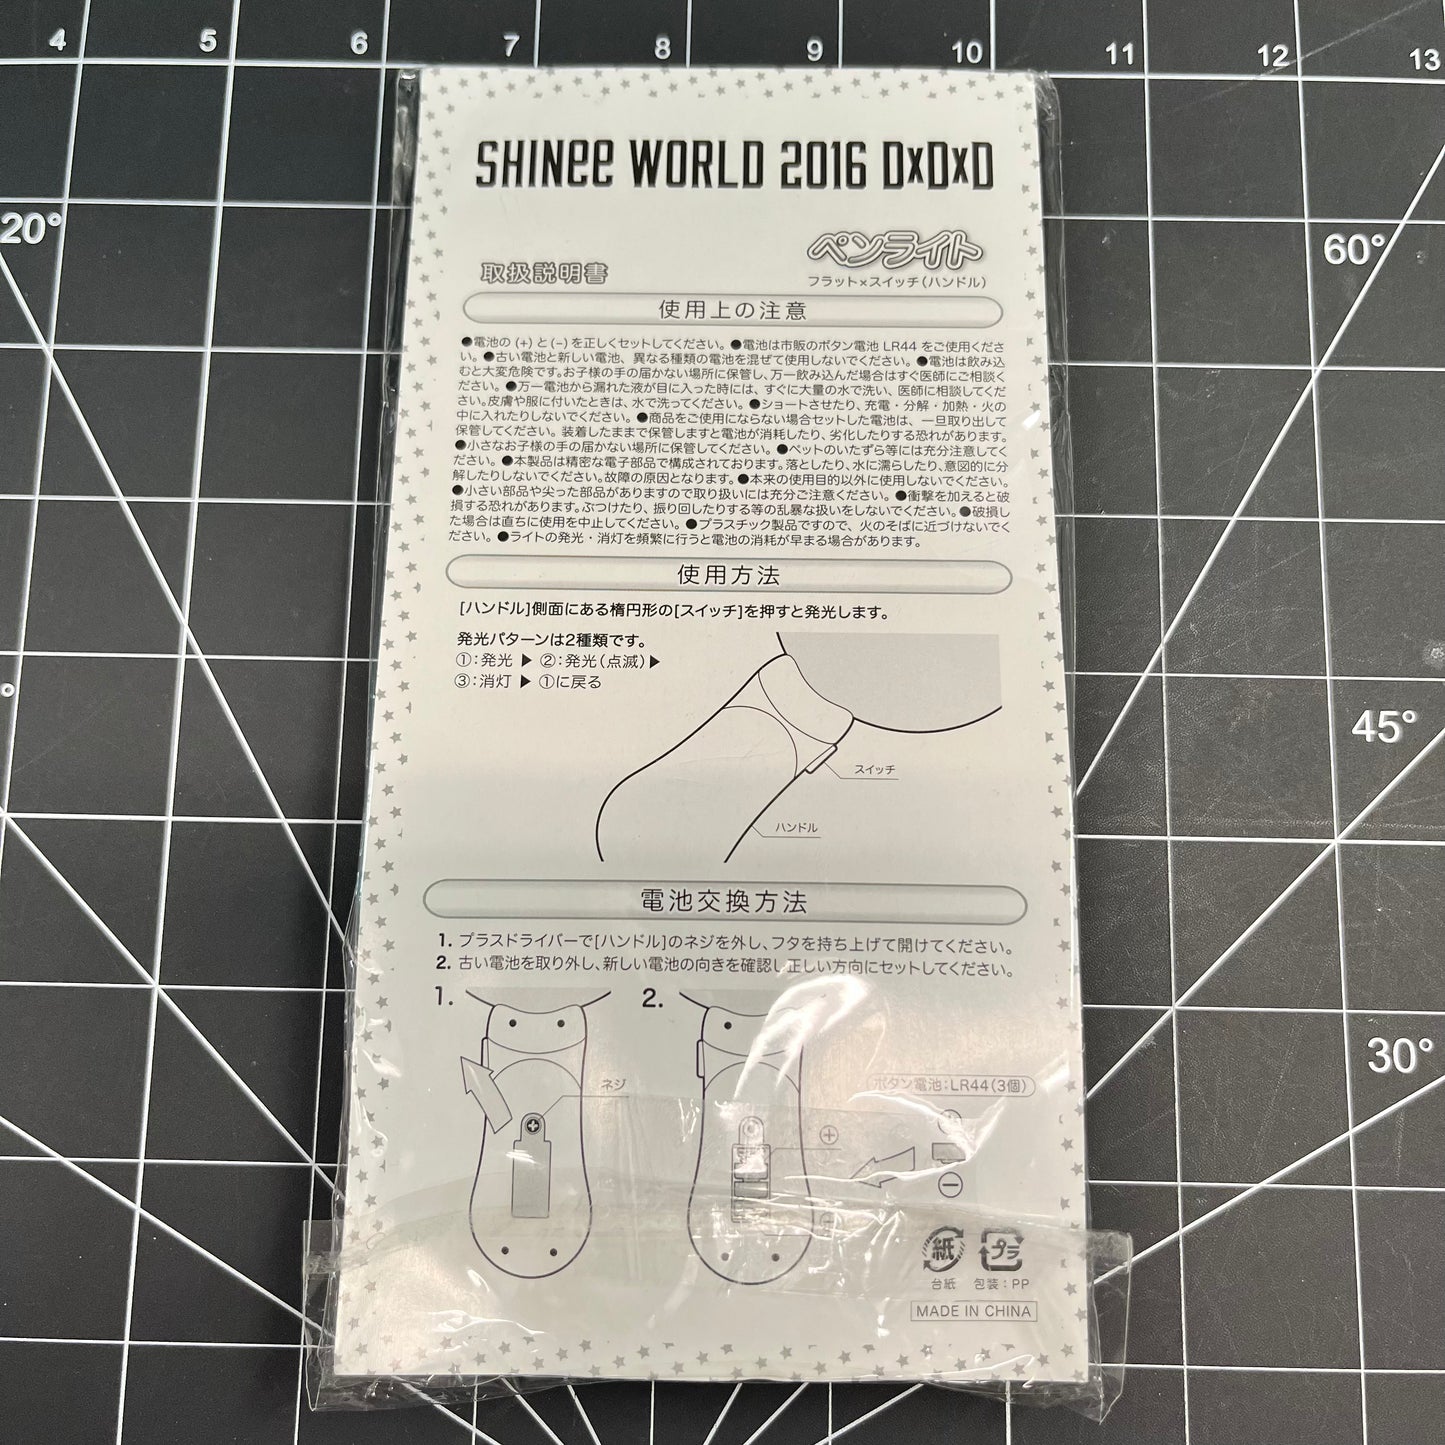 4 5 6 7 8 9 10 11 12 13
20° 60°
SHINee WORLD 2016 D×D×D
ペンライト
取扱説明書
フラット×スイッチ(ハンドル)
使用上の注意
●電池の (+) と(−) を正しくセットしてください。●電池は市販のボタン電池 LR44 をご使用くださ
い。●古い電池と新しい電池、異なる種類の電池を混ぜて使用しないでください。●電池は飲み込
むと大変危険です。お子様の手の届かない場所に保管し、万一飲み込んだ場合はすぐ医師にご相談く
ださい。●万一電池から漏れた液が目に入った時には、すぐに大量の水で洗い、医師に相談してくだ
さい。皮膚や服に付いたときは、水で洗ってください。●ショートさせたり、充電・分解・加熱・火の
中に入れたりしないでください。●商品をご使用にならない場合セットした電池は、一旦取り出して
保管してください。装着したままで保管しますと電池が消耗したり、劣化したりする恐れがあります。
●小さなお子様の手の届かない場所に保管してください。●ペットのいたずら等には充分注意してく
ださい。●本製品は精密な電子部品で構成されております。落としたり、水に濡らしたり、意図的に分
解したりしないでください。故障の原因となります。●本来の使用目的以外に使用しないでください。
●小さい部品や尖った部品がありますので取り扱いには充分ご注意ください。●衝撃を加えると破
損する恐れがあります。ぶつけたり、振り回したりする等の乱暴な扱いをしないでください。●破損し
た場合は直ちに使用を中止してください。●プラスチック製品ですので、火のそばに近づけないでく
ださい。●ライトの発光・消灯を頻繁に行うと電池の消耗が早まる場合があります。
使用方法
[ハンドル]側面にある楕円形の[スイッチ]を押すと発光します。
発光パターンは2種類です。
①:発光 ▶ ②:発光(点滅)▶
③:消灯 ▶ ①に戻る
45°
スイッチ
ハンドル
電池交換方法
1. プラスドライバーで[ハンドル]のネジを外し、フタを持ち上げて開けてください。
2. 古い電池を取り外し、新しい電池の向きを確認し正しい方向にセットしてください。
1. 2.
30°
ネジ
ボタン電池:LR44(3個)
⊕ ⊕
⊖
⊕
紙 プラ
台紙 包装:PP
MADE IN CHINA